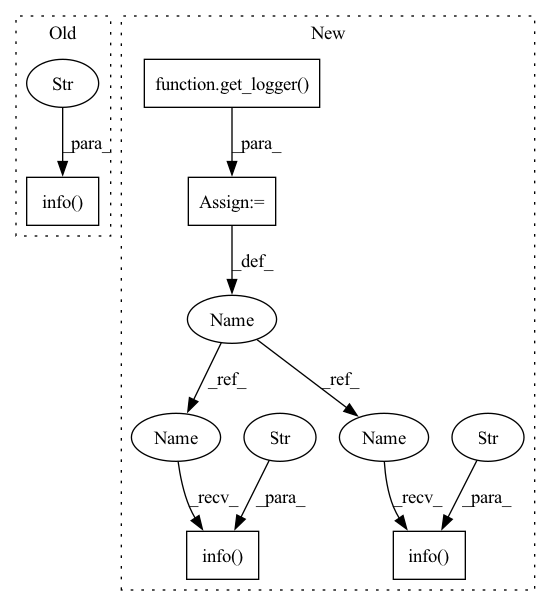 Old
New
Str
function.get_logger()
_para_
_para_
info()
Assign:=
_def_
Name
_ref_
_ref_
Name
Str
Name
Str
_recv_
_para_
_recv_
_para_
info()
info()